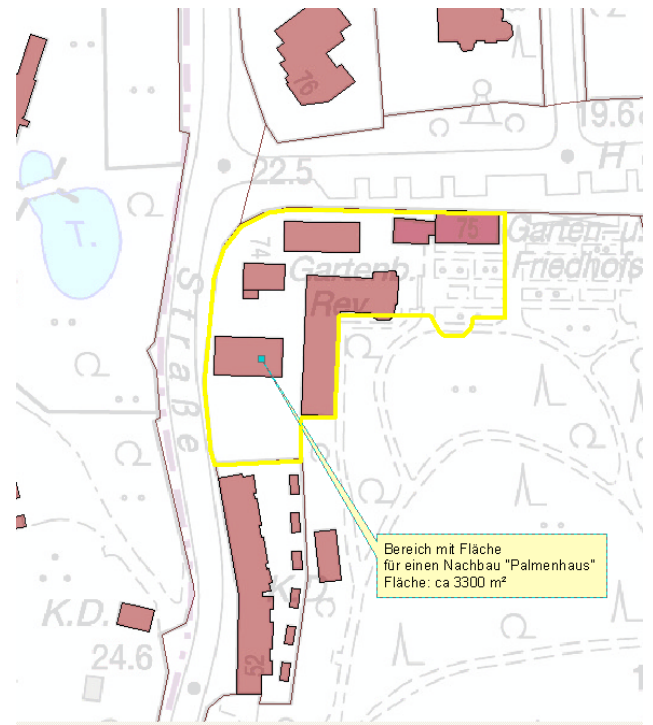 76
19.6
H
22.5
T.
74
75
Garten- u.
Gartenb.
Friedhofs
Rev.
Straße
Bereich mit Fläche
für einen Nachbau "Palmenhaus"
Fläche: ca 3300 m²
K.D.
K.D.
24.6
52
1